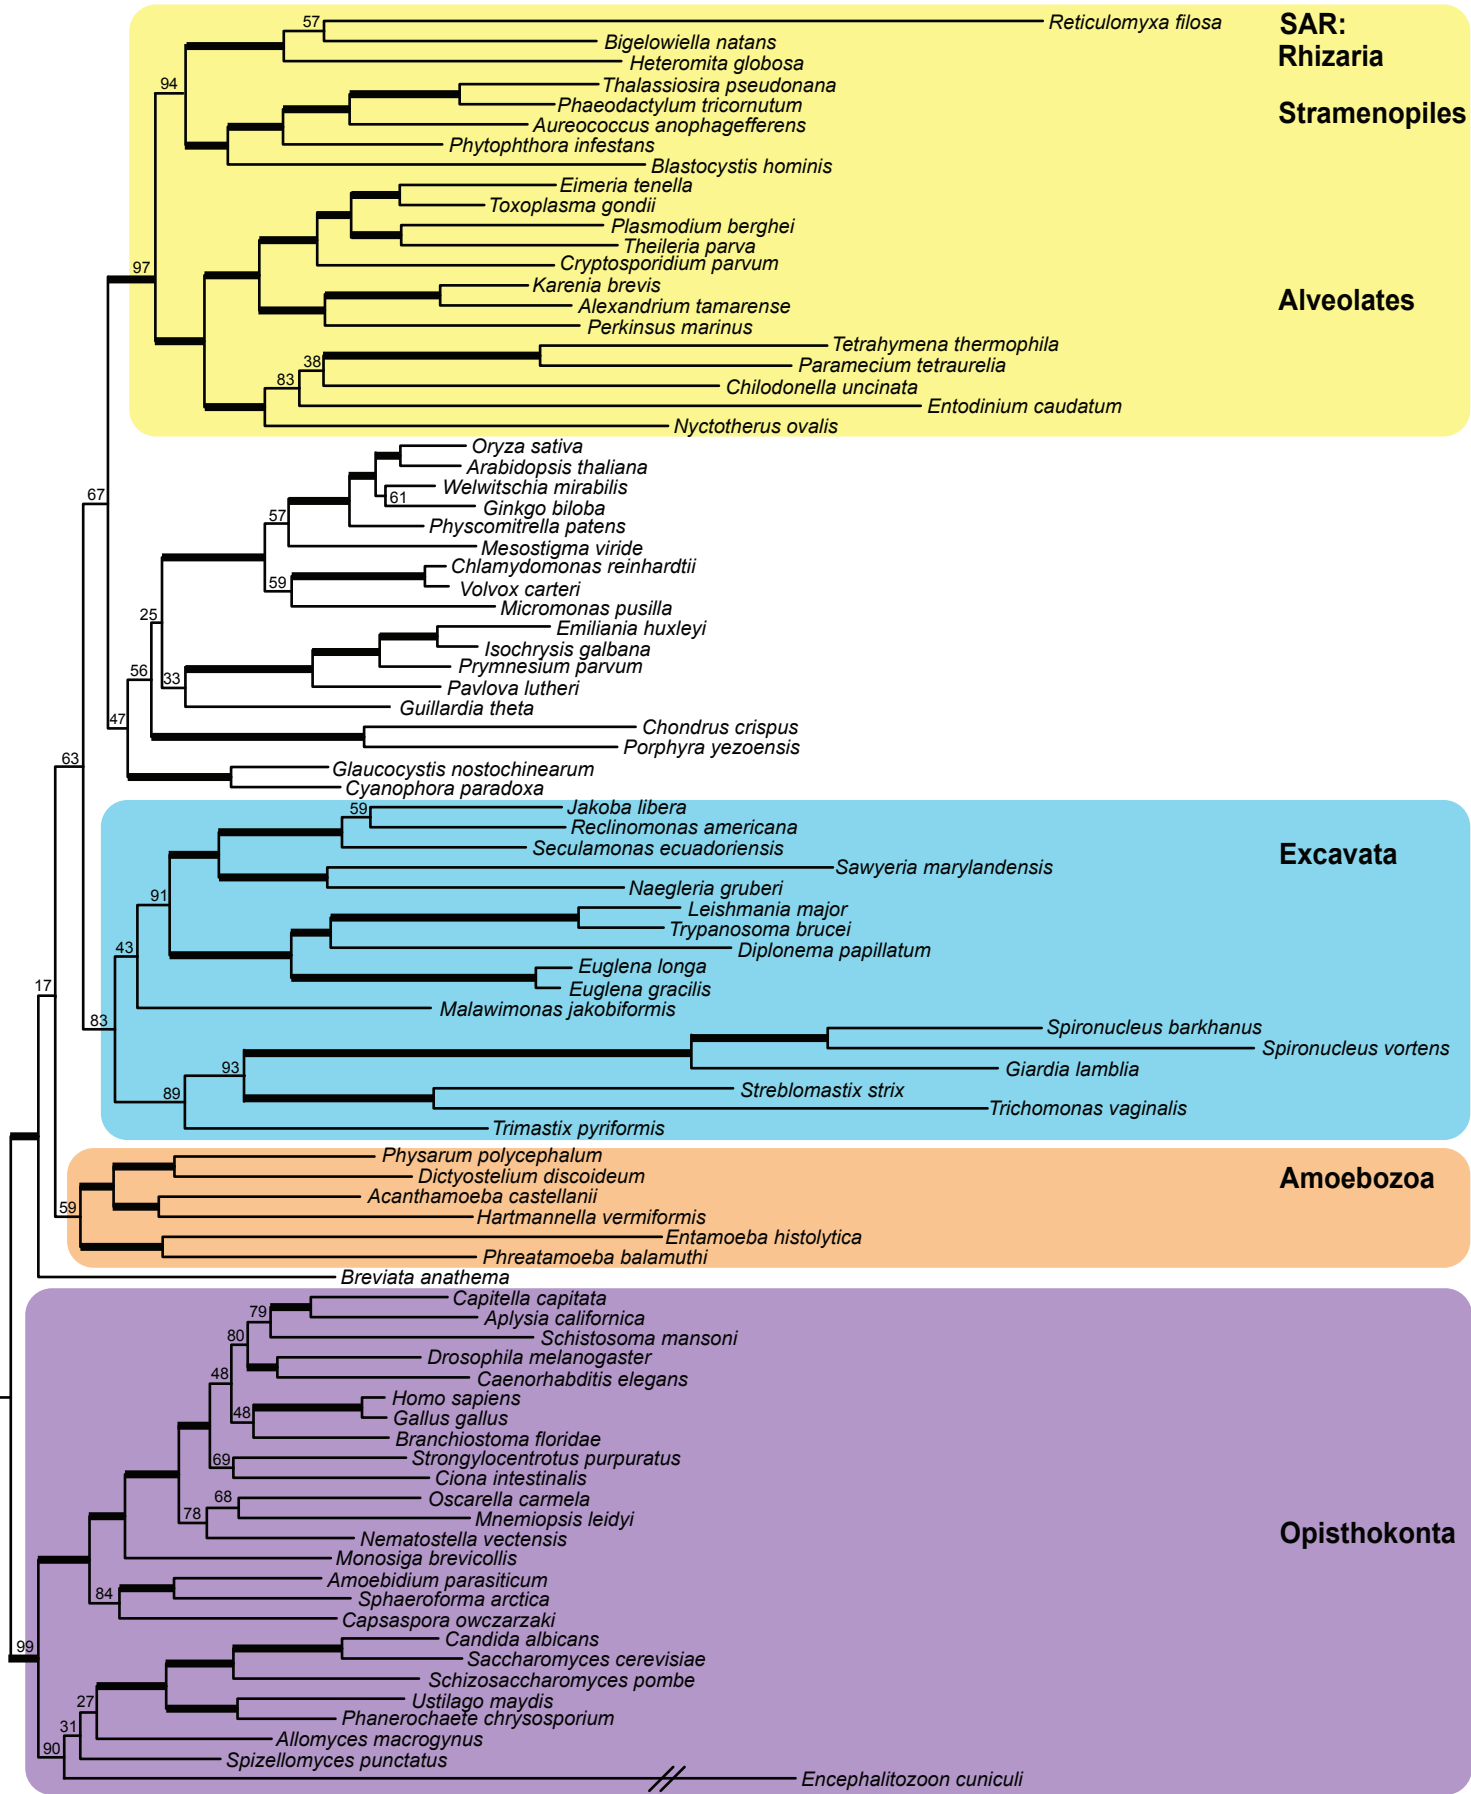 57
Reticulomyxa filosa
SAR:
Rhizaria
Bigelowiella natans
Heteromita globosa
94
Thalassiosira pseudonana
Phaeodactylum tricornutum
Stramenopiles
Aureococcus anophagefferens
Phytophthora infestans
Blastocystis hominis
Eimeria tenella
Toxoplasma gondii
Plasmodium berghei
Theileria parva
Cryptosporidium parvum
97
Karenia brevis
Alexandrium tamarense
Alveolates
Perkinsus marinus
Tetrahymena thermophila
38
Paramecium tetraurelia
83
Chilodonella uncinata
Entodinium caudatum
Nyctotherus ovalis
Oryza sativa
Arabidopsis thaliana
Welwitschia mirabilis
67
61
Ginkgo biloba
57
Physcomitrella patens
Mesostigma viride
Chlamydomonas reinhardtii
59
Volvox carteri
Micromonas pusilla
25
Emiliania huxleyi
Isochrysis galbana
Prymnesium parvum
56
33
Pavlova lutheri
Guillardia theta
47
Chondrus crispus
Porphyra yezoensis
63
Glaucocystis nostochinearum
Cyanophora paradoxa
59
Jakoba libera
Reclinomonas americana
Seculamonas ecuadoriensis
Excavata
Sawyeria marylandensis
Naegleria gruberi
91
Leishmania major
Trypanosoma brucei
43
Diplonema papillatum
Euglena longa
17
Euglena gracilis
Malawimonas jakobiformis
83
Spironucleus barkhanus
Spironucleus vortens
93
Giardia lamblia
89
Streblomastix strix
Trichomonas vaginalis
Trimastix pyriformis
Physarum polycephalum
Dictyostelium discoideum
Amoebozoa
Acanthamoeba castellanii
59
Hartmannella vermiformis
Entamoeba histolytica
Phreatamoeba balamuthi
Breviata anathema
Capitella capitata
79
Aplysia californica
80
Schistosoma mansoni
Drosophila melanogaster
48
Caenorhabditis elegans
Homo sapiens
48
Gallus gallus
Branchiostoma floridae
69
Strongylocentrotus purpuratus
Ciona intestinalis
68
Oscarella carmela
78
Mnemiopsis leidyi
Nematostella vectensis
Opisthokonta
Monosiga brevicollis
Amoebidium parasiticum
84
Sphaeroforma arctica
Capsaspora owczarzaki
99
Candida albicans
Saccharomyces cerevisiae
Schizosaccharomyces pombe
27
Ustilago maydis
Phanerochaete chrysosporium
31
Allomyces macrogynus
90
Spizellomyces punctatus
Encephalitozoon cuniculi